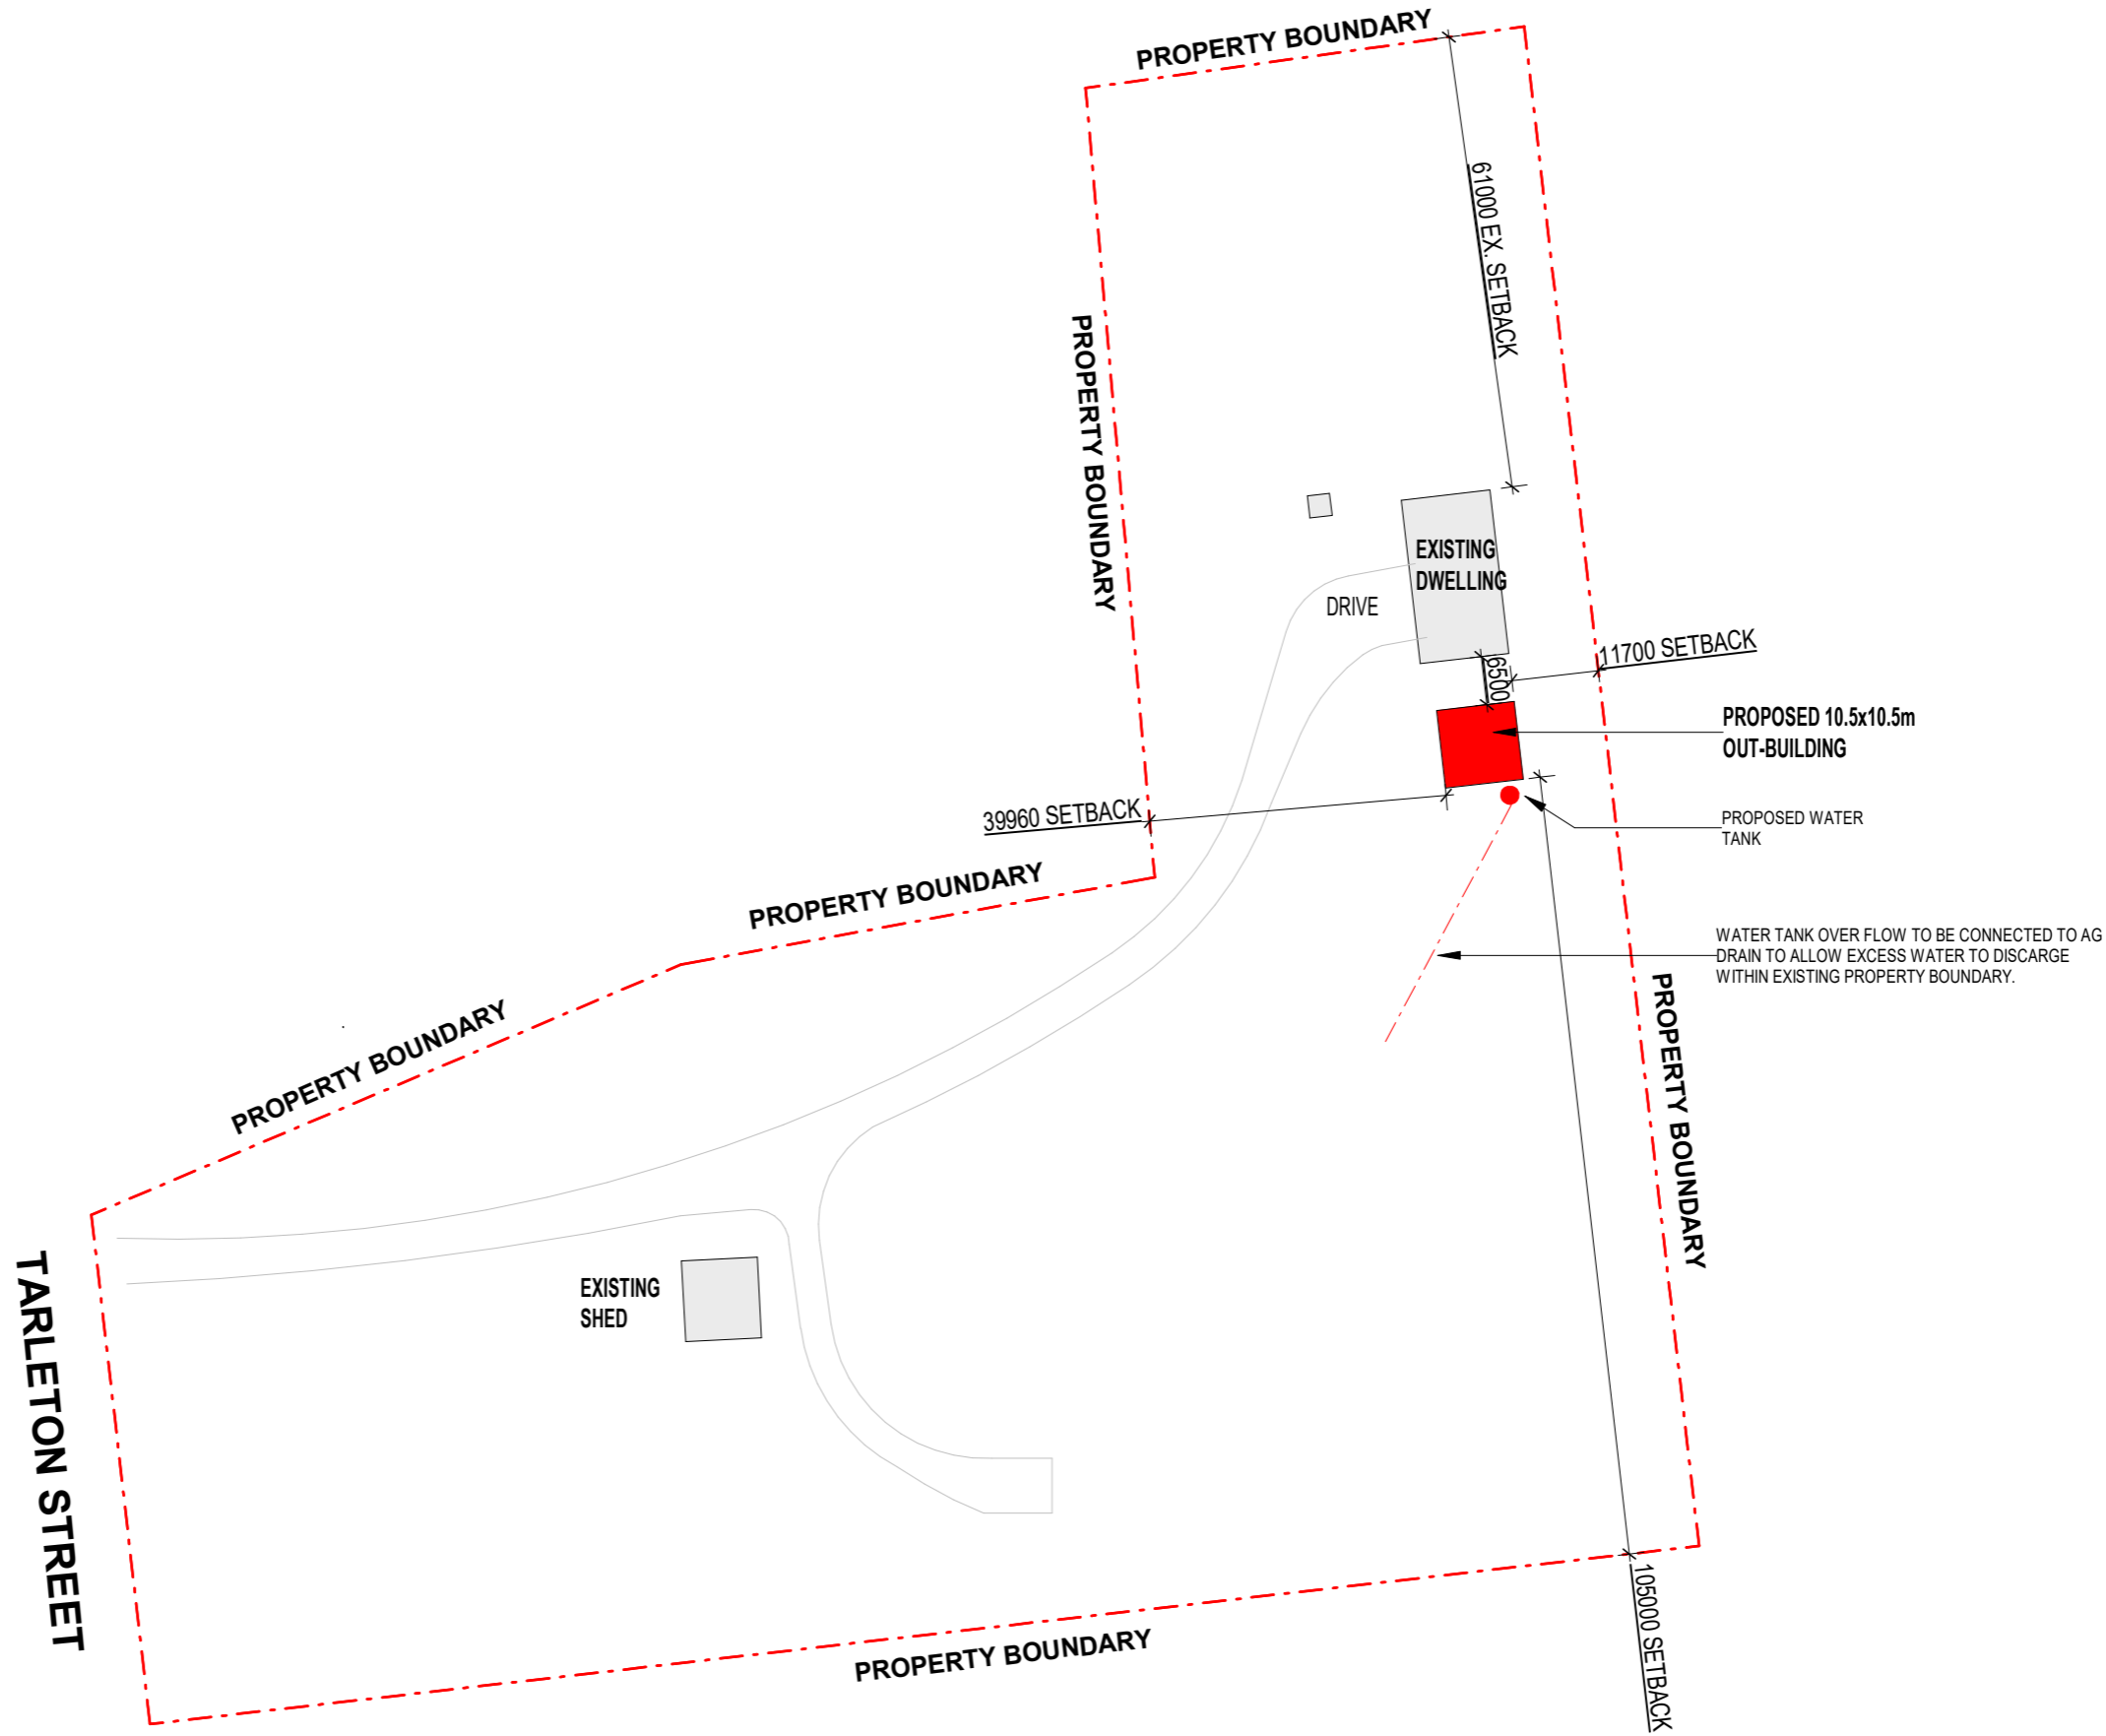 PROPERTY BOUNDARY
61000 EX. SETBACK
PROPERTY BOUNDARY
EXISTING
DWELLING
DRIVE
6500
11700 SETBACK
PROPOSED 10.5x10.5m
OUT-BUILDING
39960 SETBACK
PROPOSED WATER
TANK
PROPERTY BOUNDARY
WATER TANK OVER FLOW TO BE CONNECTED TO AG
DRAIN TO ALLOW EXCESS WATER TO DISCARGE
WITHIN EXISTING PROPERTY BOUNDARY.
PROPERTY BOUNDARY
PROPERTY BOUNDARY
TARLETON STREET
EXISTING
SHED
105000 SETBACK
PROPERTY BOUNDARY